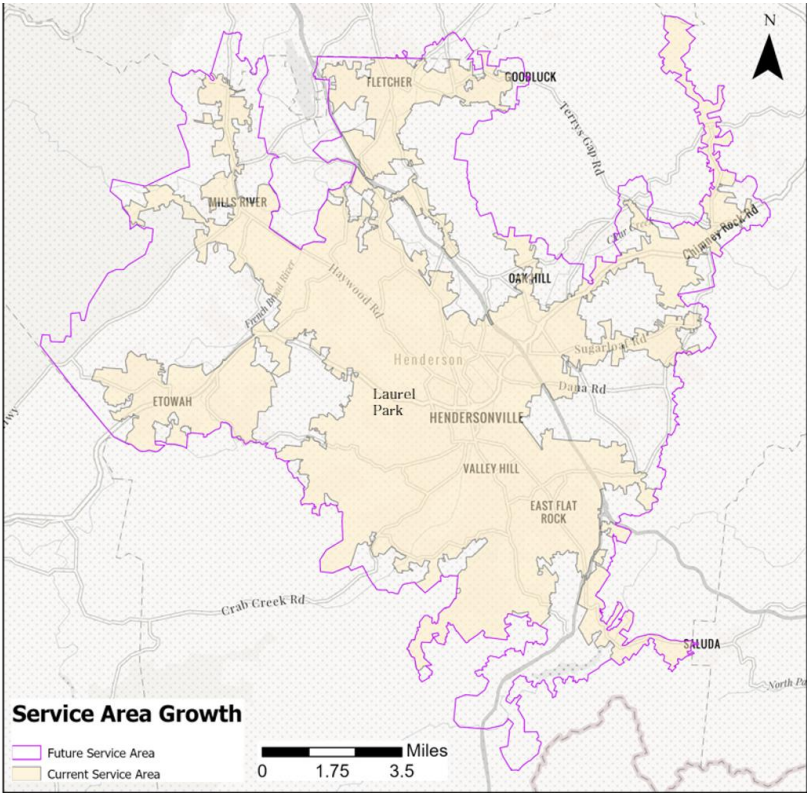 N
GOODLUCK
FLETCHER
Terrys Gap Rd
MILLS RIVER
Chimney Rock Rd
OAK HILL
Haywood Rd
French Broad River
Sugarloaf Rd
Henderson
Dana Rd
Laurel
Park
ETOWAH
HENDERSONVILLE
VALLEY HILL
EAST FLAT
ROCK
Crab Creek Rd
SALUDA
Service Area Growth
Future Service Area
Current Service Area
Miles
0 1.75 3.5